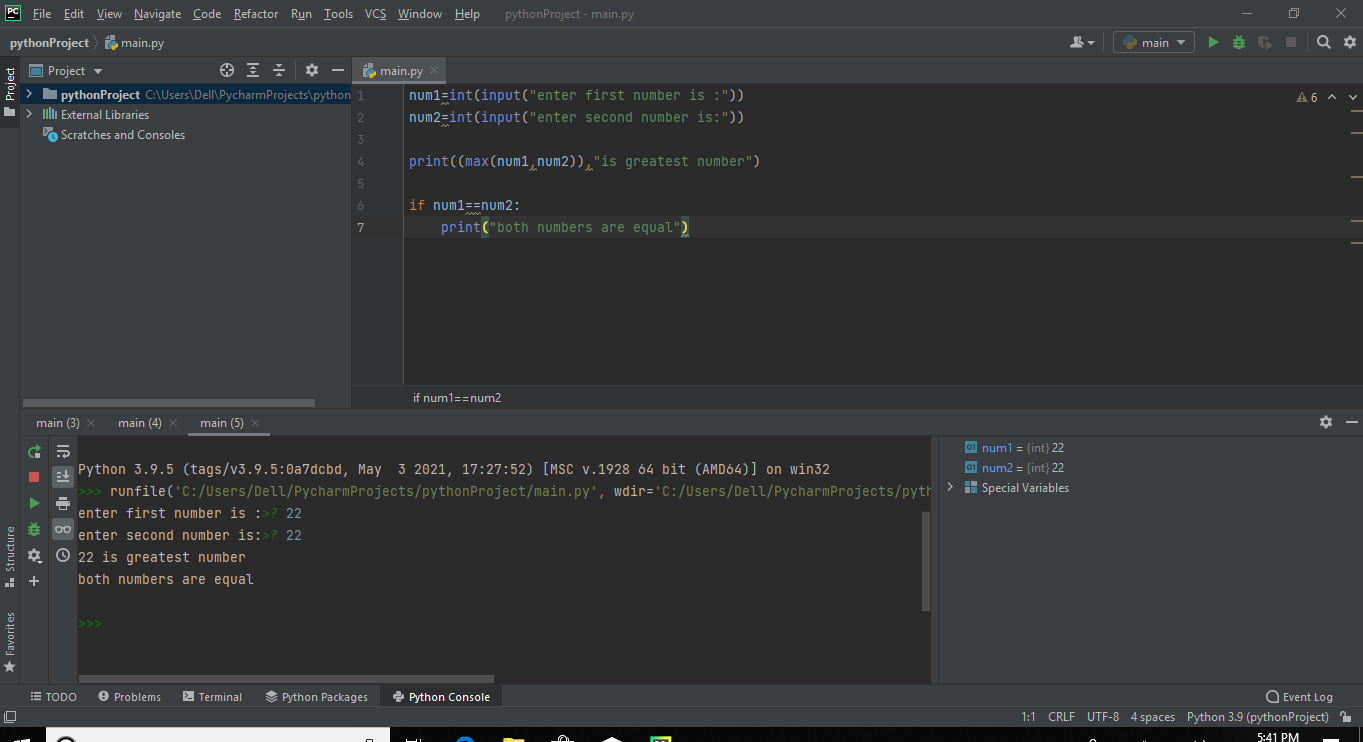 PC File Edit View Navigate Code Refactor Run Tools VCS Window Help pythonProject - main.py
pythonProject main.py main
Project
Project
main.py
pythonProject C:\Users\Dell\PycharmProjects\python
External Libraries
Scratches and Consoles
6
1 num1=int(input("enter first number is :"))
2 num2=int(input("enter second number is:"))
3
4 print((max(num1,num2)),"is greatest number")
5
6 if num1==num2:
7 print("both numbers are equal")
if num1==num2
main (3) main (4) main (5)
Python 3.9.5 (tags/v3.9.5:0a7dcbd, May  3 2021, 17:27:52) [MSC v.1928 64 bit (AMD64)] on win32
>>> runfile('C:/Users/Dell/PycharmProjects/pythonProject/main.py', wdir='C:/Users/Dell/PycharmProjects/pyth
enter first number is :>? 22
enter second number is:>? 22
22 is greatest number
both numbers are equal
>>>
01 num1 = {int} 22
01 num2 = {int} 22
Special Variables
Structure
Favorites
TODO Problems Terminal Python Packages Python Console Event Log
1:1 CRLF UTF-8 4 spaces Python 3.9 (pythonProject)
5:41 PM